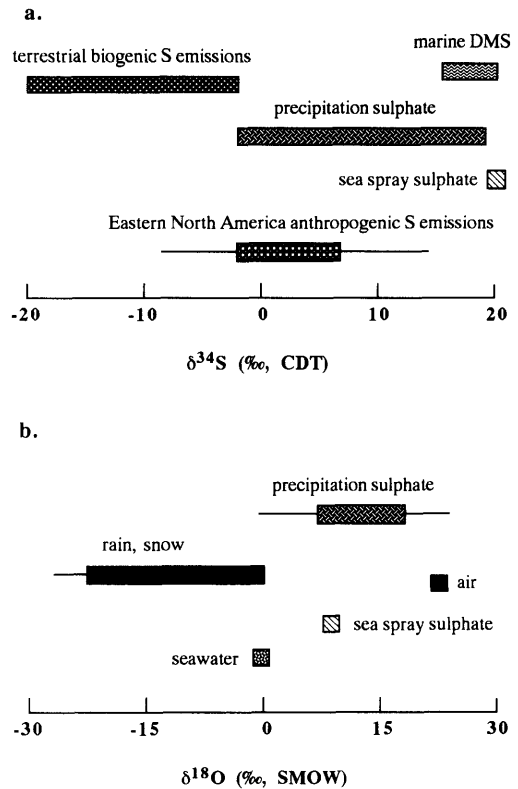 a.
marine DMS
terrestrial biogenic S emissions
precipitation sulphate
sea spray sulphate
Eastern North America anthropogenic S emissions
-20 -10 0 10 20
δ³⁴S (‰, CDT)
b.
precipitation sulphate
rain, snow
air
sea spray sulphate
seawater
-30 -15 0 15 30
δ¹⁸O (‰, SMOW)